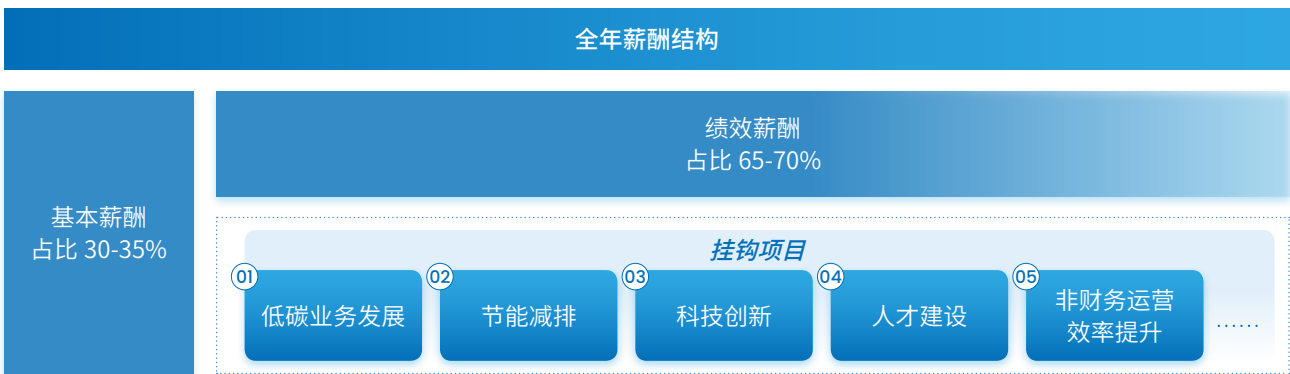 全年薪酬结构
基本薪酬
占比 30-35%
绩效薪酬
占比 65-70%
挂钩项目
01
低碳业务发展
02
节能减排
03
科技创新
04
人才建设
05
非财务运营
效率提升
......